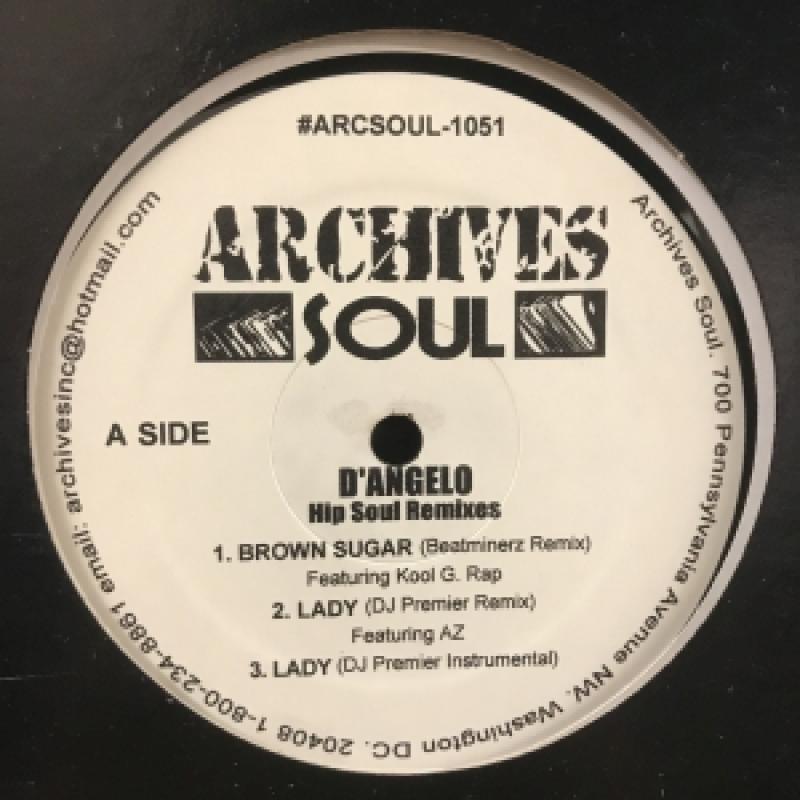 #ARCSOUL-1051
ARCHIVES
SOUL
A SIDE
D'ANGELO
Hip Soul Remixes
1. BROWN SUGAR (Beatminerz Remix)
Featuring Kool G. Rap
2. LADY (DJ Premier Remix)
Featuring AZ
3. LADY (DJ Premier Instrumental)
Archives Soul. 700 Pennsylvania Avenue NW. Washington DC. 20408 1-800-234-8861 email: archivesinc@hotmail.com